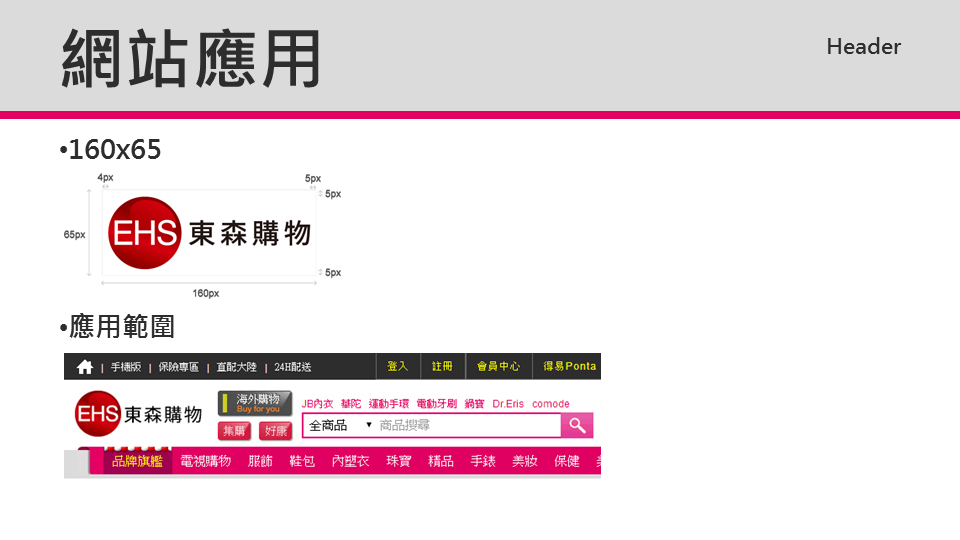 網站應用
Header
•160x65
4px
5px
5px
65px
EHS 東森購物
5px
160px
•應用範圍
| 手機版 | 保險專區 | 直配大陸 | 24H配送
登入 註冊 會員中心 得易Ponta
EHS 東森購物
海外購物
Buy for you
集購 好康
JB內衣 華陀 運動手環 電動牙刷 鍋寶 Dr.Eris comode
全商品 ▼ 商品搜尋
品牌旗艦 電視購物 服飾 鞋包 內塑衣 珠寶 精品 手錶 美妝 保健